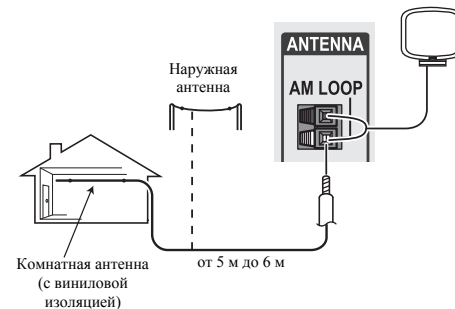 ANTENNA
AM LOOP
Наружная
антенна
Комнатная антенна
(с виниловой
изоляцией)
от 5 м до 6 м